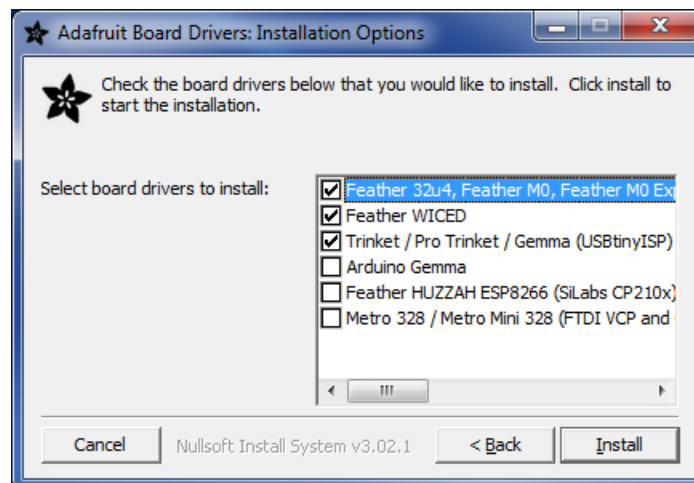 Adafruit Board Drivers: Installation Options
Check the board drivers below that you would like to install. Click install to
start the installation.
Select board drivers to install:
Feather 32u4, Feather M0, Feather M0 Exp
Feather WICED
Trinket / Pro Trinket / Gemma (USBtinyISP)
Arduino Gemma
Feather HUZZAH ESP8266 (SiLabs CP210x)
Metro 328 / Metro Mini 328 (FTDI VCP and
Cancel
Nullsoft Install System v3.02.1
< Back
Install